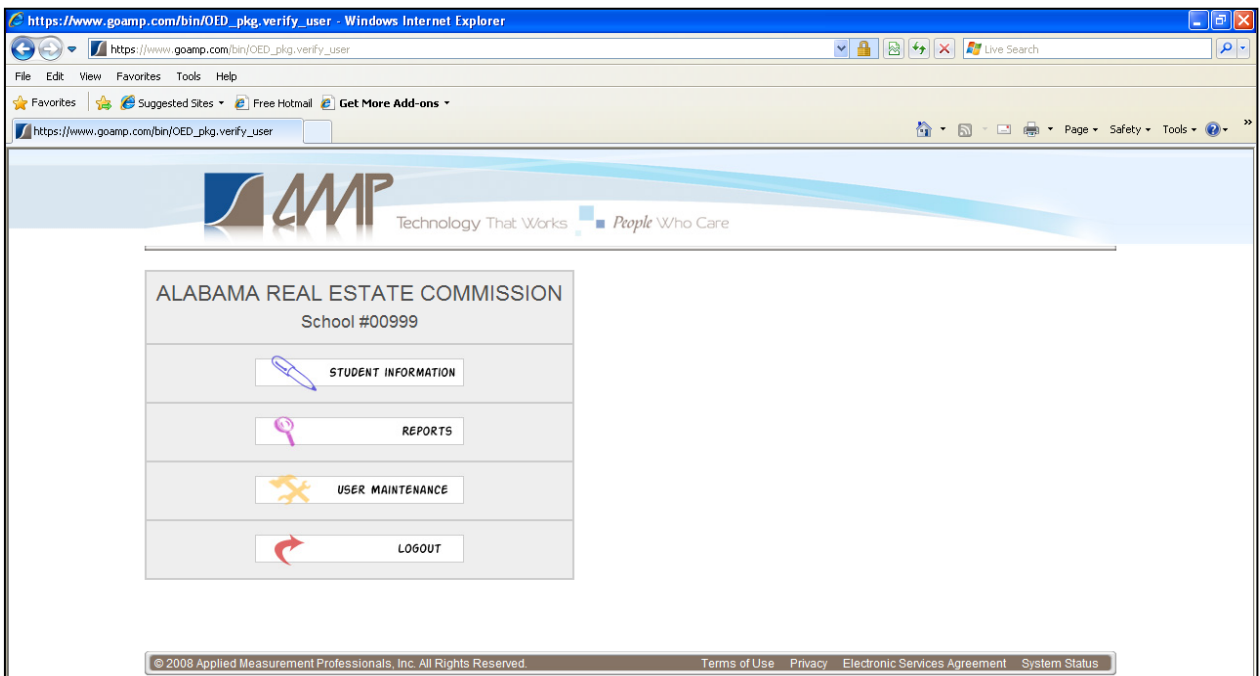 https://www.goamp.com/bin/OED_pkg.verify_user - Windows Internet Explorer
https://www.goamp.com/bin/OED_pkg.verify_user
Live Search
File Edit View Favorites Tools Help
Favorites Suggested Sites Free Hotmail Get More Add-ons
https://www.goamp.com/bin/OED_pkg.verify_user
Page Safety Tools »
AMP
Technology That Works People Who Care
ALABAMA REAL ESTATE COMMISSION
School #00999
STUDENT INFORMATION
REPORTS
USER MAINTENANCE
LOGOUT
© 2008 Applied Measurement Professionals, Inc. All Rights Reserved. Terms of Use Privacy Electronic Services Agreement System Status